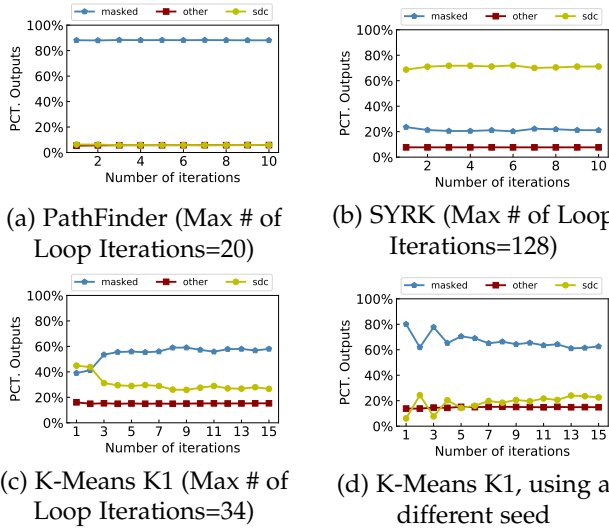 masked other sdc
100%
80%
60%
40%
20%
0%
PCT. Outputs
2 4 6 8 10
Number of iterations
(a) PathFinder (Max # of
Loop Iterations=20)
masked other sdc
100%
80%
60%
40%
20%
0%
PCT. Outputs
2 4 6 8 10
Number of iterations
(b) SYRK (Max # of Loop
Iterations=128)
masked other sdc
100%
80%
60%
40%
20%
0%
PCT. Outputs
1 3 5 7 9 11 13 15
Number of iterations
(c) K-Means K1 (Max # of
Loop Iterations=34)
masked other sdc
100%
80%
60%
40%
20%
0%
PCT. Outputs
1 3 5 7 9 11 13 15
Number of iterations
(d) K-Means K1, using a
different seed